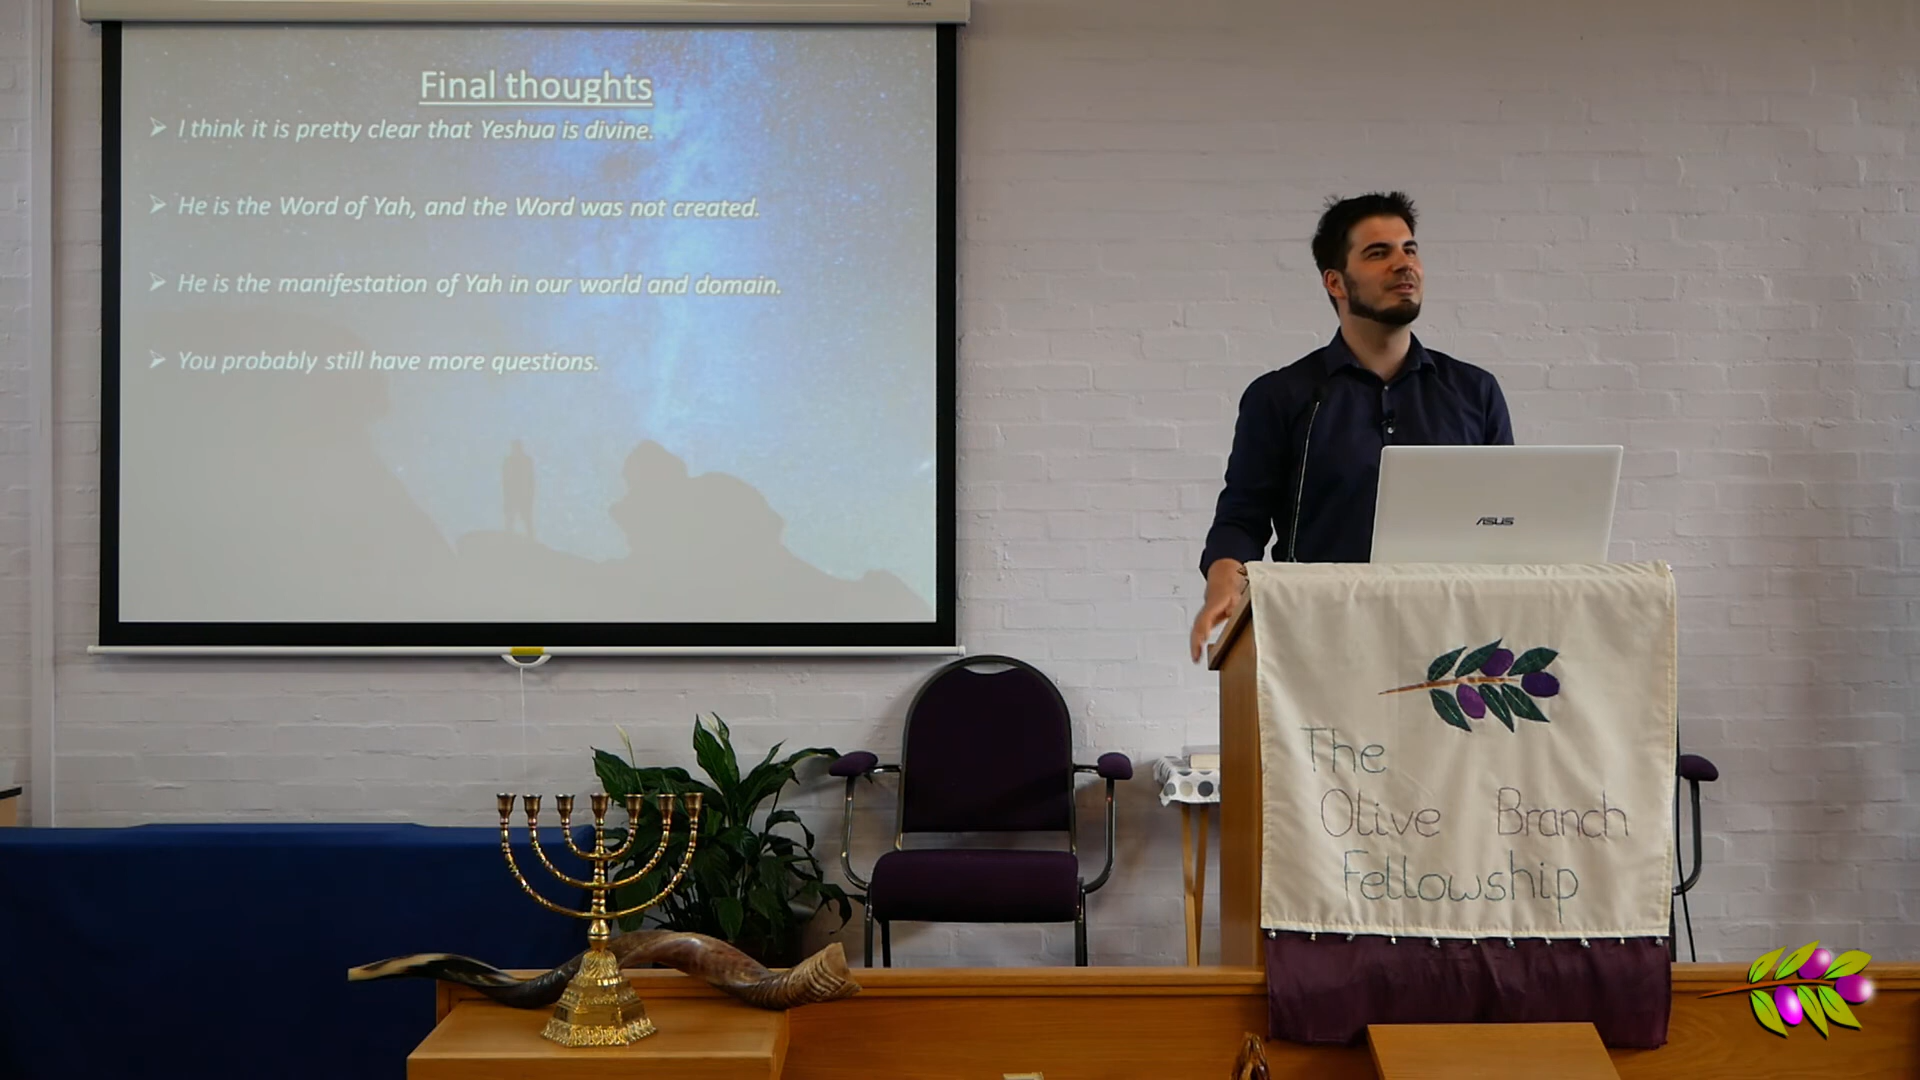 Final thoughts
➢ I think it is pretty clear that Yeshua is divine.
➢ He is the Word of Yah, and the Word was not created.
➢ He is the manifestation of Yah in our world and domain.
➢ You probably still have more questions.
ASUS
The
Olive Branch
Fellowship